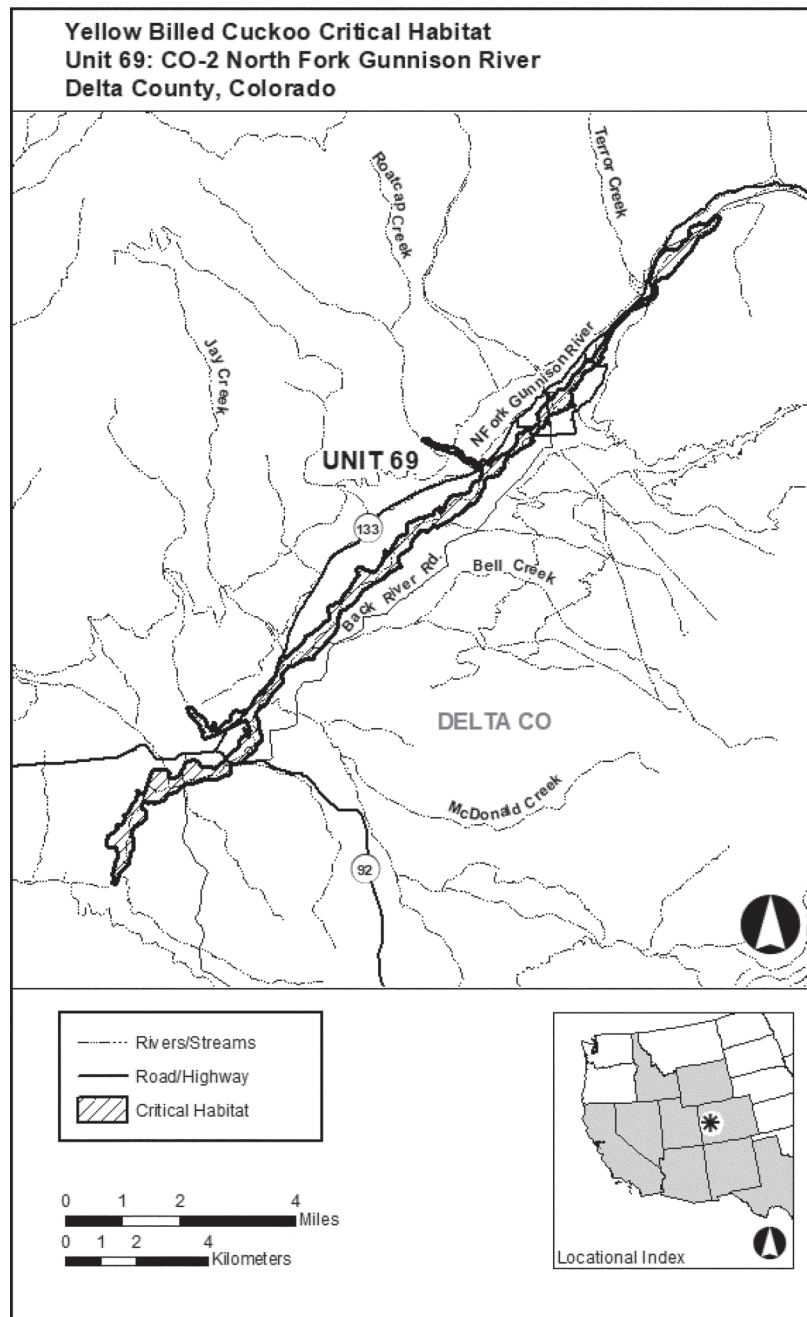 Yellow Billed Cuckoo Critical Habitat
Unit 69: CO-2 North Fork Gunnison River
Delta County, Colorado
Terror Creek
Roatcap Creek
Jay Creek
NFork Gunnison River
UNIT 69
133
Back River Rd.
Bell Creek
DELTA CO
McDonald Creek
92
Rivers/Streams
Road/Highway
Critical Habitat
0 1 2 4
Miles
0 1 2 4
Kilometers
Locational Index